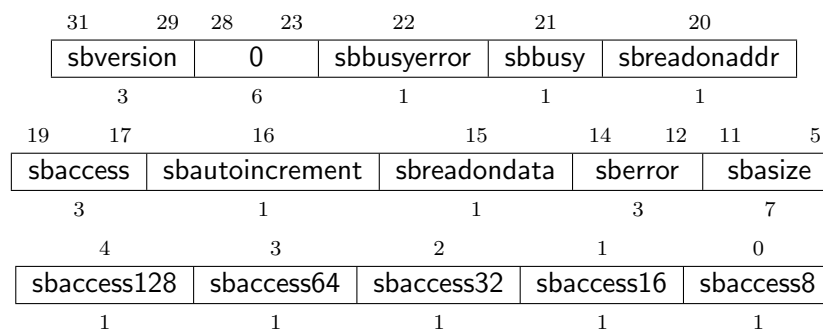 31 29 28 23 22 21 20
sbversion 0 sbbusyerror sbbusy sbreadonaddr
3 6 1 1 1
19 17 16 15 14 12 11 5
sbaccess sbautoincrement sbreadondata sberror sbasize
3 1 1 3 7
4 3 2 1 0
sbaccess128 sbaccess64 sbaccess32 sbaccess16 sbaccess8
1 1 1 1 1